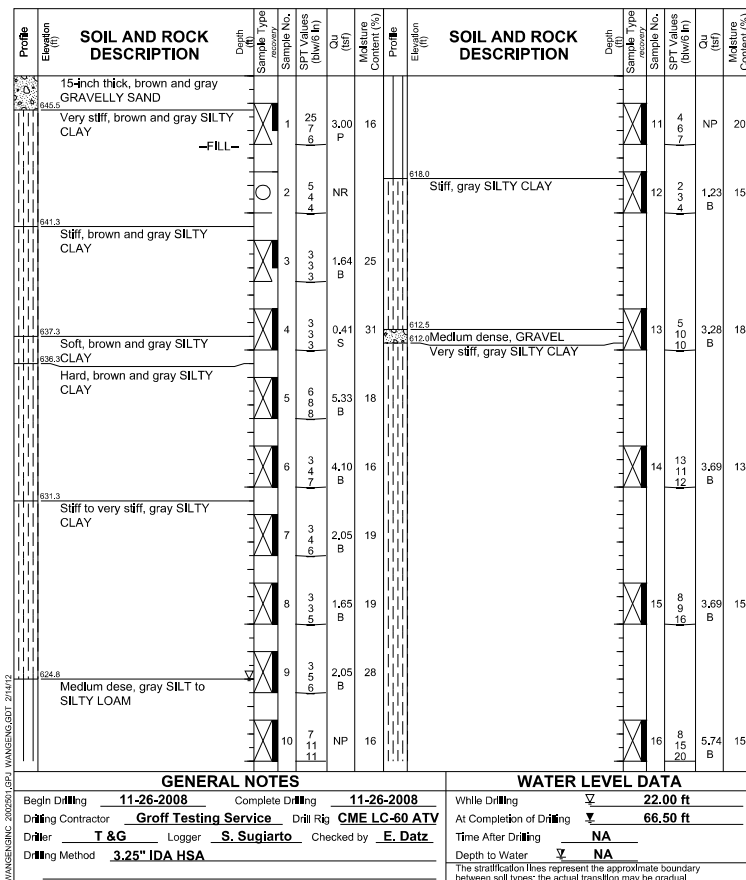 Profile
Elevation (ft)
SOIL AND ROCK DESCRIPTION
Depth (ft)
Sample Type
recovery
Sample No.
SPT Values (blw/6 in)
Qu (tsf)
Moisture Content (%)
15-inch thick, brown and gray
GRAVELLY SAND
645.5
Very stiff, brown and gray SILTY
CLAY
--FILL--
1 25 7 6 3.00 P 16
2 5 4 4 NR
641.3
Stiff, brown and gray SILTY
CLAY
3 3 3 3 1.64 B 25
4 3 3 3 0.41 S 31
637.3
Soft, brown and gray SILTY
CLAY
636.3
Hard, brown and gray SILTY
CLAY
5 6 8 8 5.33 B 18
6 3 4 7 4.10 B 16
631.3
Stiff to very stiff, gray SILTY
CLAY
7 3 4 6 2.05 B 19
8 3 3 5 1.65 B 19
9 3 5 6 2.05 B 28
624.8
Medium dese, gray SILT to
SILTY LOAM
10 7 11 11 NP 16
Profile
Elevation (ft)
SOIL AND ROCK DESCRIPTION
Depth (ft)
Sample Type
recovery
Sample No.
SPT Values (blw/6 in)
Qu (tsf)
Moisture Content (%)
11 4 6 7 NP 20
618.0
Stiff, gray SILTY CLAY
12 2 3 4 1.23 B 15
612.5
Medium dense, GRAVEL
612.0
Very stiff, gray SILTY CLAY
13 5 10 10 3.28 B 18
14 13 11 12 3.69 B 13
15 8 9 16 3.69 B 15
16 8 15 20 5.74 B 15
WANGENGINC 2002501.GPJ WANGENG.GDT 2/14/12
GENERAL NOTES
Begin Drilling 11-26-2008 Complete Drilling 11-26-2008
Drilling Contractor Groff Testing Service Drill Rig CME LC-60 ATV
Driller T &G Logger S. Sugiarto Checked by E. Datz
Drilling Method 3.25" IDA HSA
WATER LEVEL DATA
While Drilling 22.00 ft
At Completion of Drilling 66.50 ft
Time After Drilling NA
Depth to Water NA
The stratification lines represent the approximate boundary
between soil types; the actual transition may be gradual.